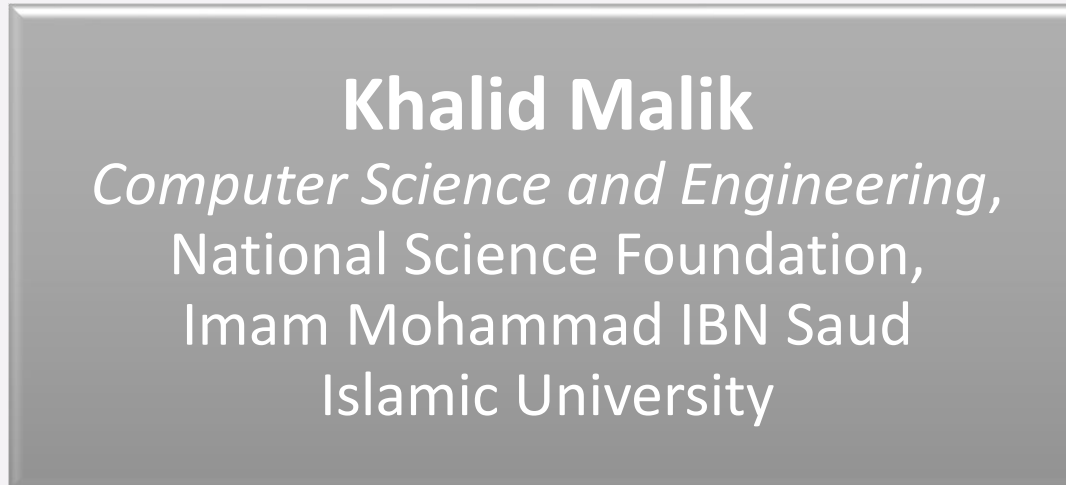 Khalid Malik
Computer Science and Engineering,
National Science Foundation,
Imam Mohammad IBN Saud
Islamic University